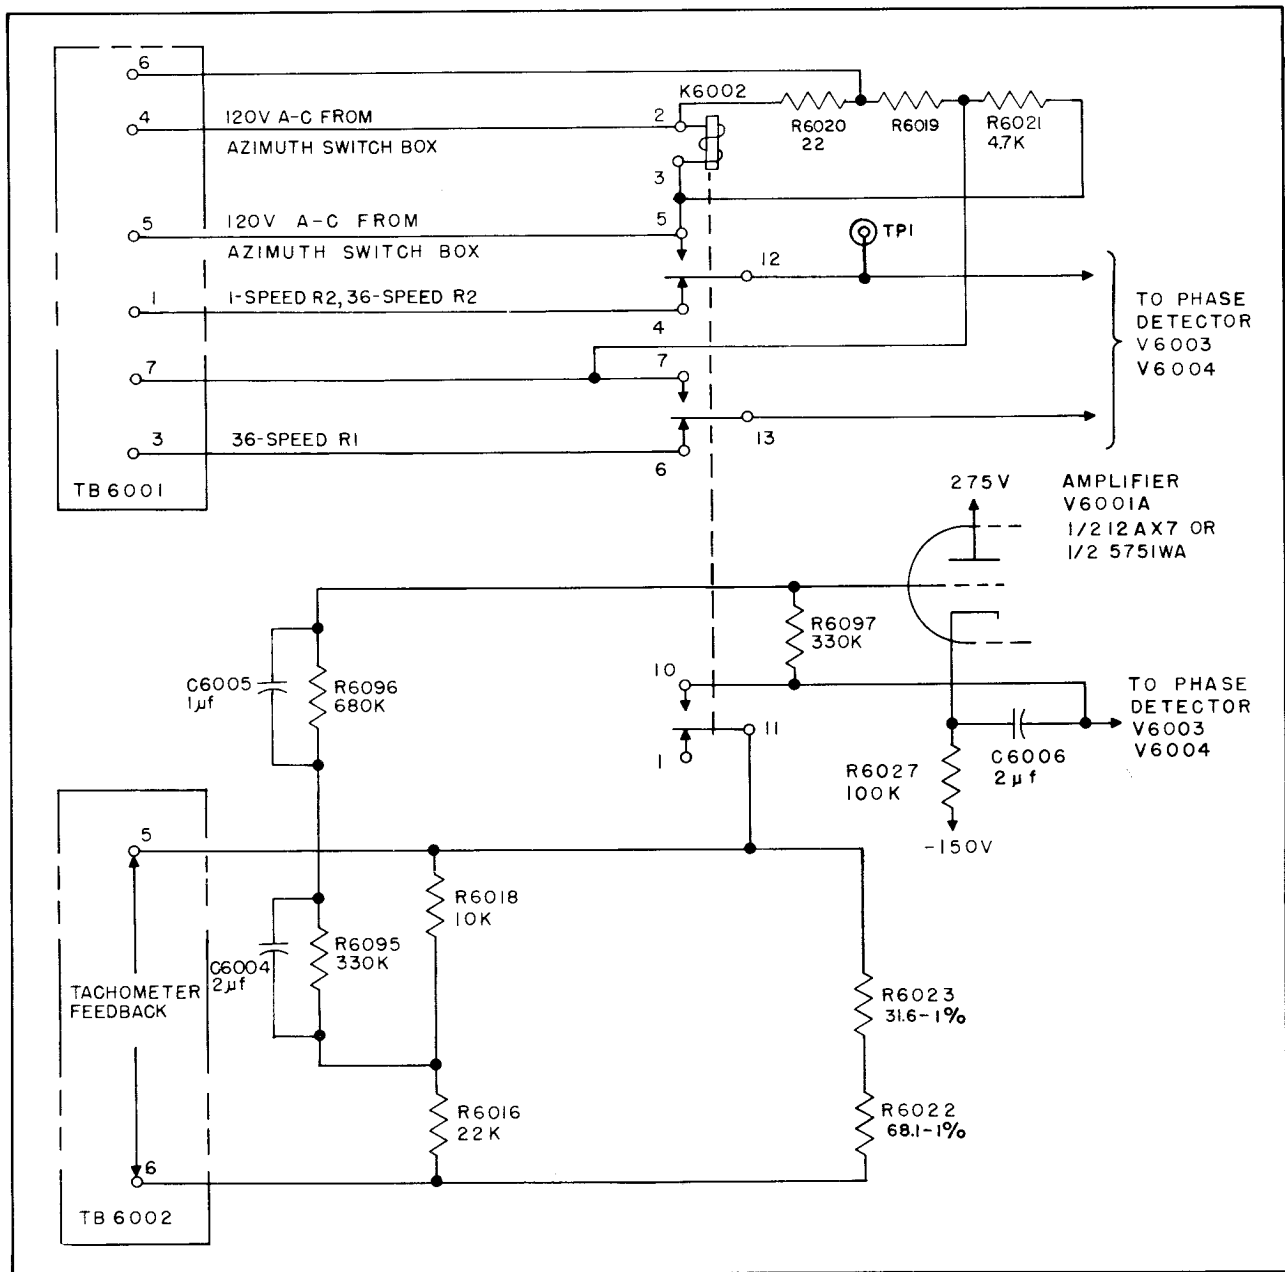 6
4
120V A-C FROM
AZIMUTH SWITCH BOX
5
120V A-C FROM
AZIMUTH SWITCH BOX
1
1-SPEED R2, 36-SPEED R2
7
3
36-SPEED R1
TB 6001
K6002
2
3
5
4
7
6
12
13
R6020
22
R6019
R6021
4.7K
TP1
TO PHASE
DETECTOR
V6003
V6004
275V
AMPLIFIER
V6001A
1/2 12AX7 OR
1/2 5751WA
R6097
330K
10
11
1
C6005
1µf
R6096
680K
R6027
100K
-150V
C6006
2µf
TO PHASE
DETECTOR
V6003
V6004
5
TACHOMETER
FEEDBACK
6
TB 6002
C6004
2µf
R6095
330K
R6018
10K
R6016
22K
R6023
31.6-1%
R6022
68.1-1%